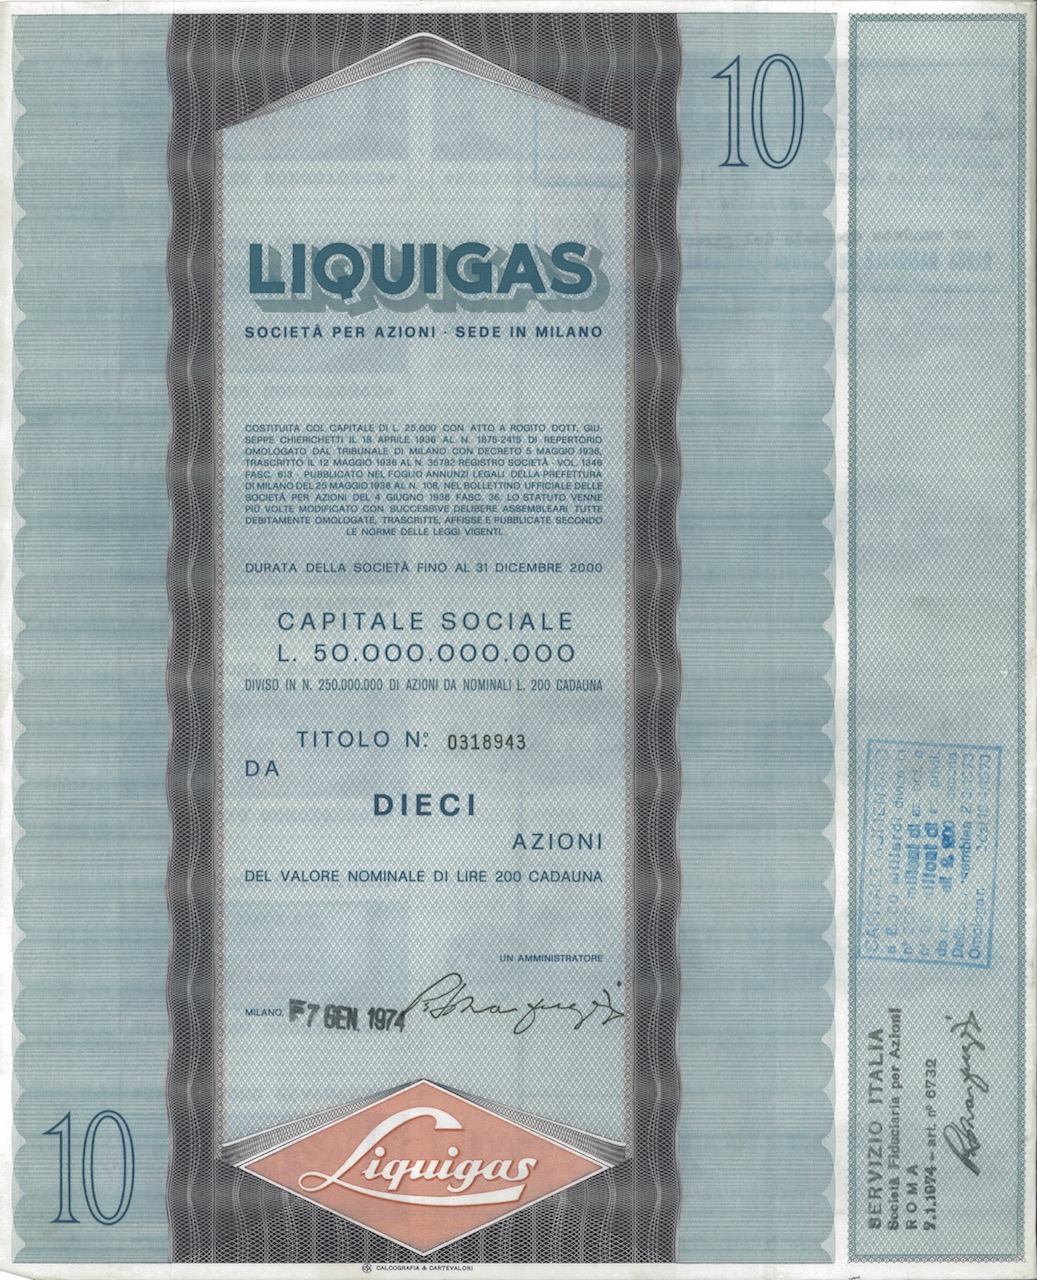 10
LIQUIGAS
SOCIETÀ PER AZIONI · SEDE IN MILANO
COSTITUITA COL CAPITALE DI L. 25.000 CON ATTO A ROGITO DOTT. GIU-
SEPPE CHIERICHETTI IL 18 APRILE 1936 AL N. 1875-2415 DI REPERTORIO
OMOLOGATO DAL TRIBUNALE DI MILANO CON DECRETO 5 MAGGIO 1936,
TRASCRITTO IL 12 MAGGIO 1936 AL N. 35782 REGISTRO SOCIETÀ - VOL. 1346
FASC. 613 - PUBBLICATO NEL FOGLIO ANNUNZI LEGALI DELLA PREFETTURA
DI MILANO DEL 25 MAGGIO 1936 AL N. 108, NEL BOLLETTINO UFFICIALE DELLE
SOCIETÀ PER AZIONI DEL 4 GIUGNO 1936 FASC. 36. LO STATUTO VENNE
PIÙ VOLTE MODIFICATO CON SUCCESSIVE DELIBERE ASSEMBLEARI TUTTE
DEBITAMENTE OMOLOGATE, TRASCRITTE, AFFISSE E PUBBLICATE SECONDO
LE NORME DELLE LEGGI VIGENTI.
DURATA DELLA SOCIETÀ FINO AL 31 DICEMBRE 2000
CAPITALE SOCIALE
L. 50.000.000.000
DIVISO IN N. 250.000.000 DI AZIONI DA NOMINALI L. 200 CADAUNA
TITOLO N° 0318943
DA
DIECI
AZIONI
DEL VALORE NOMINALE DI LIRE 200 CADAUNA
UN AMMINISTRATORE
MILANO, 7 GEN. 1974
Liquigas
10
CALCOGRAFIA & CARTEVALORI
SERVIZIO ITALIA
Società Fiduciaria per Azioni
ROMA
7.1.1974 - art. n° 6732